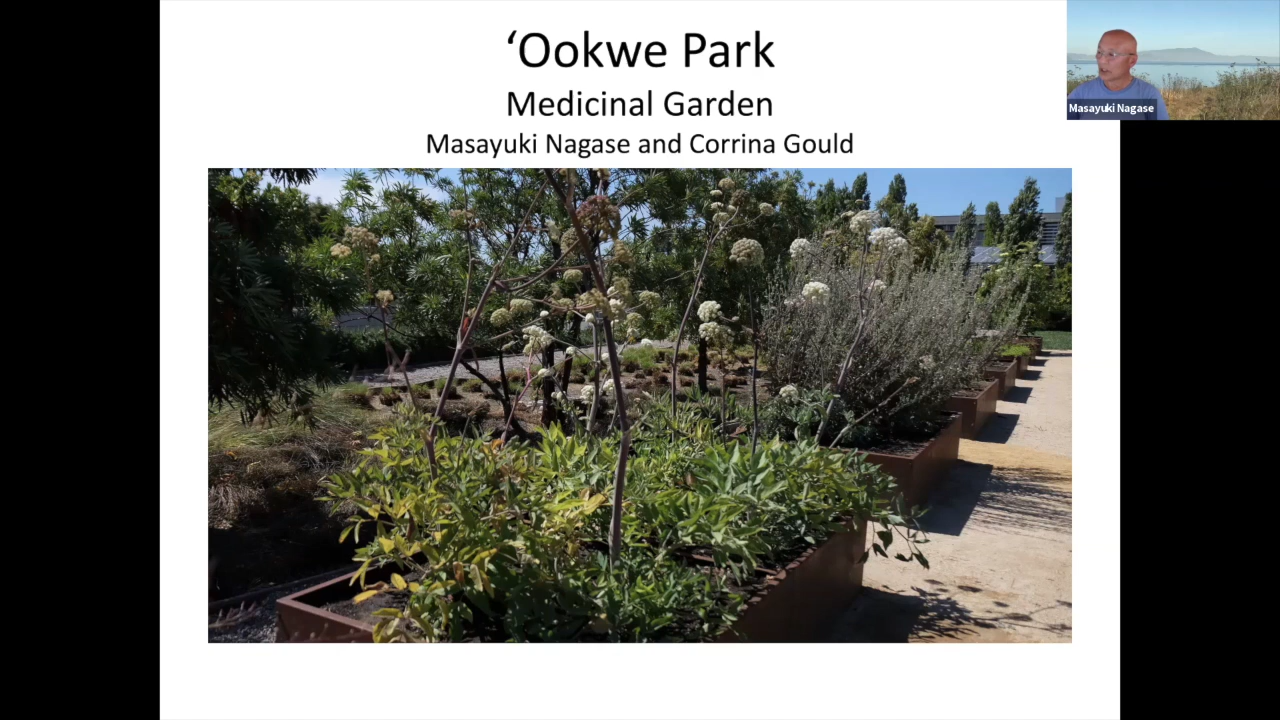 ‘Ookwe Park
Medicinal Garden
Masayuki Nagase and Corrina Gould
Masayuki Nagase